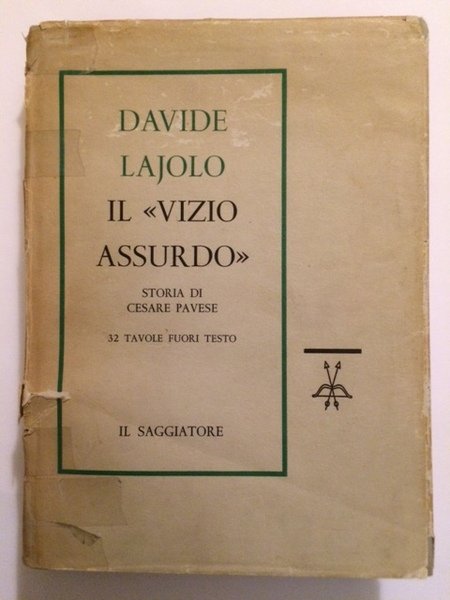 DAVIDE
LAJOLO
IL «VIZIO
ASSURDO»
STORIA DI
CESARE PAVESE
32 TAVOLE FUORI TESTO
IL SAGGIATORE